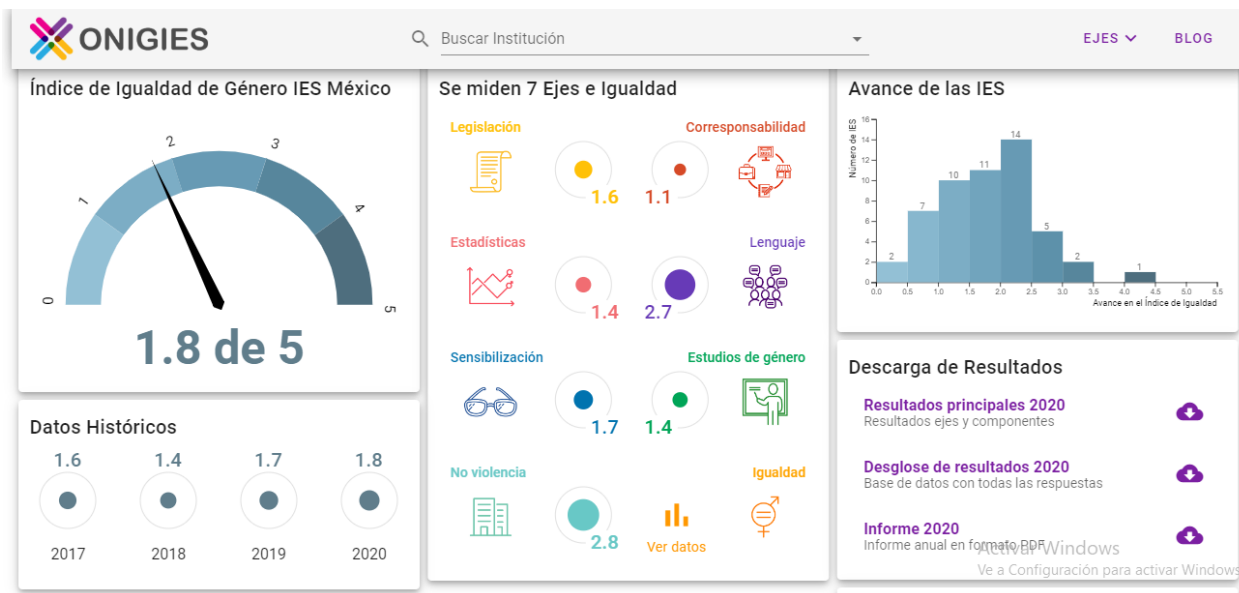 ONIGIES
Buscar Institución
EJES
BLOG
Índice de Igualdad de Género IES México
0
1
2
3
4
5
1.8 de 5
Datos Históricos
1.6 1.4 1.7 1.8
2017 2018 2019 2020
Se miden 7 Ejes e Igualdad
Legislación
1.6
Corresponsabilidad
1.1
Estadísticas
1.4
Lenguaje
2.7
Sensibilización
1.7
Estudios de género
1.4
No violencia
2.8
Igualdad
Ver datos
Avance de las IES
Número de IES
16
14
12
10
8
6
4
2
0
2 7 10 11 14 5 2 1
0.0 0.5 1.0 1.5 2.0 2.5 3.0 3.5 4.0 4.5 5.0 5.5
Avance en el Índice de Igualdad
Descarga de Resultados
Resultados principales 2020
Resultados ejes y componentes
Desglose de resultados 2020
Base de datos con todas las respuestas
Informe 2020
Informe anual en formato PDF
Activar Windows
Ve a Configuración para activar Windows